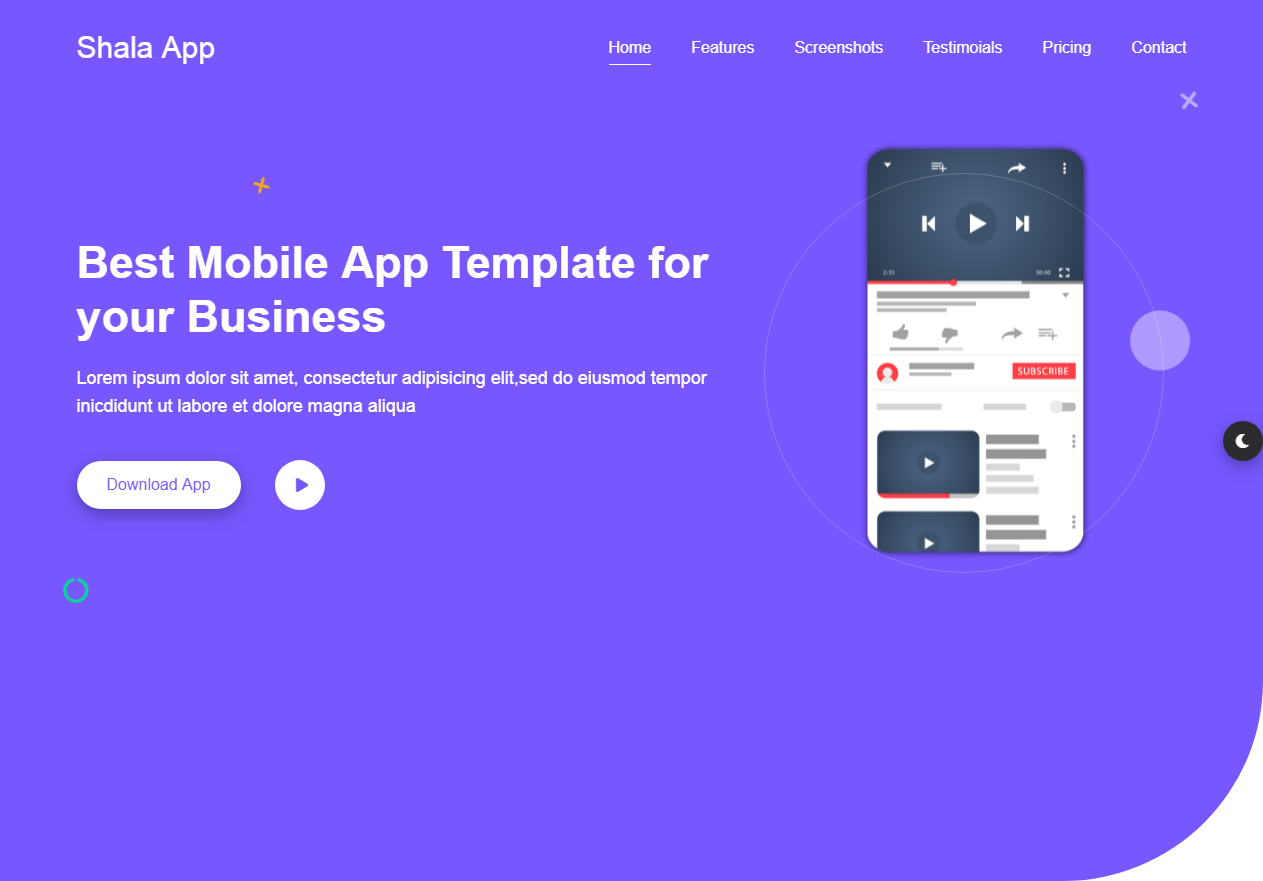 Shala App
Home Features Screenshots Testimoials Pricing Contact
Best Mobile App Template for
your Business
Lorem ipsum dolor sit amet, consectetur adipisicing elit,sed do eiusmod tempor
inicdidunt ut labore et dolore magna aliqua
Download App
2:35 30:00
SUBSCRIBE